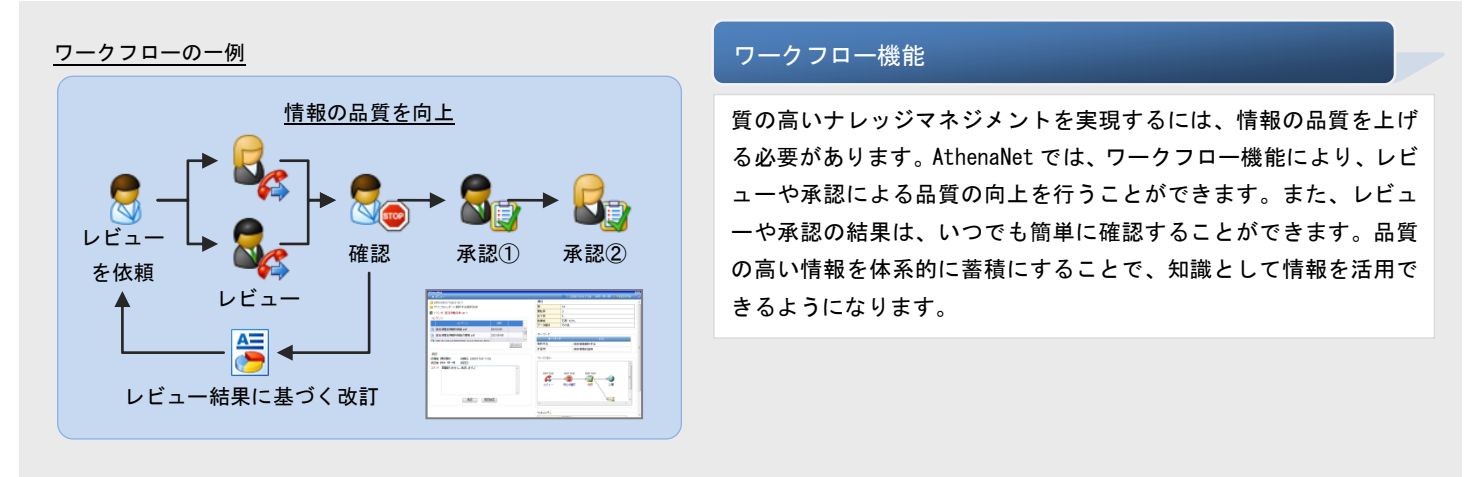 ワークフローの一例
情報の品質を向上
レビュー
を依頼
レビュー
STOP
確認
承認①
承認②
レビュー結果に基づく改訂
ワークフロー機能
質の高いナレッジマネジメントを実現するには、情報の品質を上げ
る必要があります。AthenaNet では、ワークフロー機能により、レビ
ューや承認による品質の向上を行うことができます。また、レビュ
ーや承認の結果は、いつでも簡単に確認することができます。品質
の高い情報を体系的に蓄積にすることで、知識として情報を活用で
きるようになります。